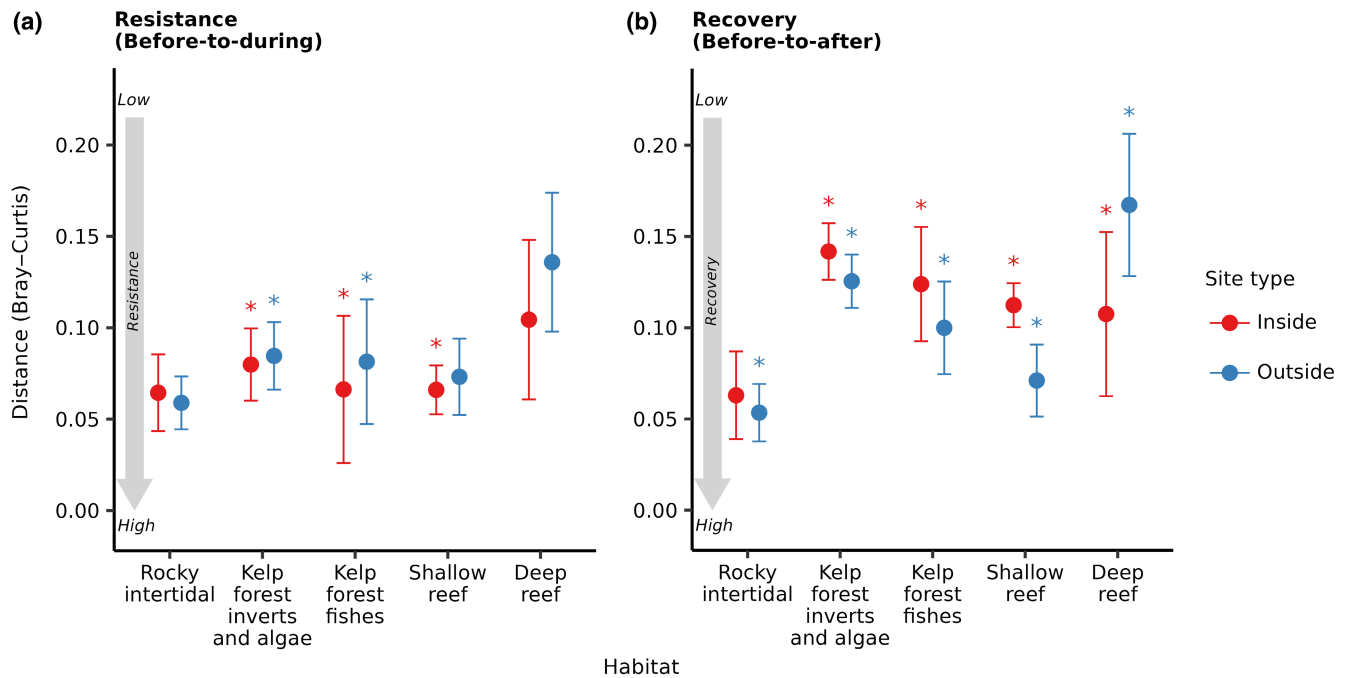 (a)
Resistance
(Before-to-during)
Distance (Bray–Curtis)
0.20
0.15
0.10
0.05
0.00
Low
Resistance
High
*
*
*
*
*
Rocky
intertidal
Kelp
forest
inverts
and algae
Kelp
forest
fishes
Shallow
reef
Deep
reef
(b)
Recovery
(Before-to-after)
0.20
0.15
0.10
0.05
0.00
Low
Recovery
High
*
*
*
*
*
*
*
*
*
Rocky
intertidal
Kelp
forest
inverts
and algae
Kelp
forest
fishes
Shallow
reef
Deep
reef
Habitat
Site type
Inside
Outside